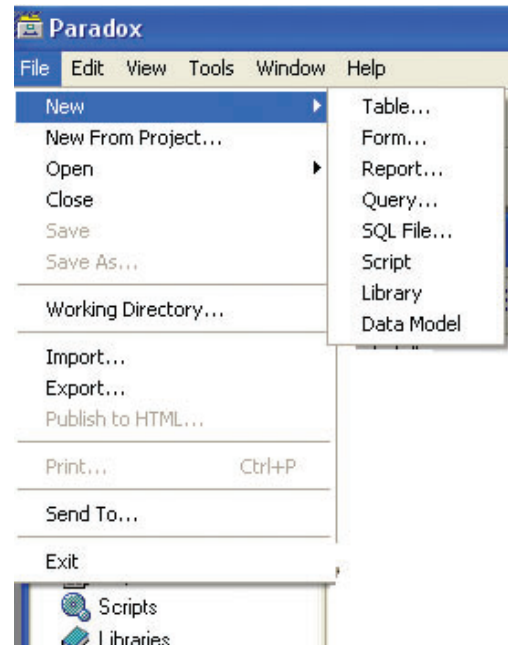 Paradox
File Edit View Tools Window Help
New
New From Project...
Open
Close
Save
Save As...
Working Directory...
Import...
Export...
Publish to HTML...
Print... Ctrl+P
Send To...
Exit
Table...
Form...
Report...
Query...
SQL File...
Script
Library
Data Model
Scripts
Libraries